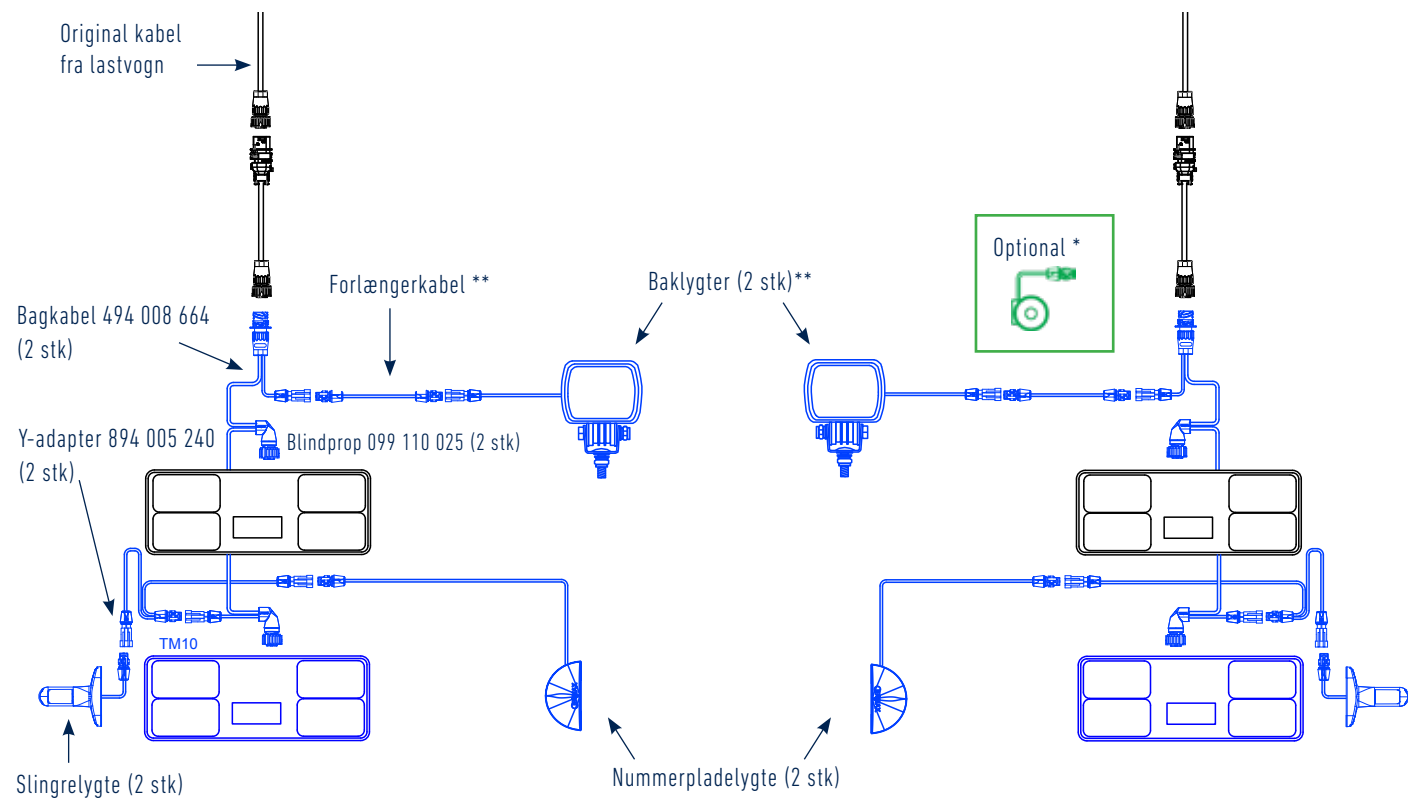 Original kabel
fra lastvogn
Optional *
Forlængerkabel **
Baklygter (2 stk)**
Bagkabel 494 008 664
(2 stk)
Y-adapter 894 005 240
(2 stk)
Blindprop 099 110 025 (2 stk)
TM10
Slingrelygte (2 stk)
Nummerpladelygte (2 stk)